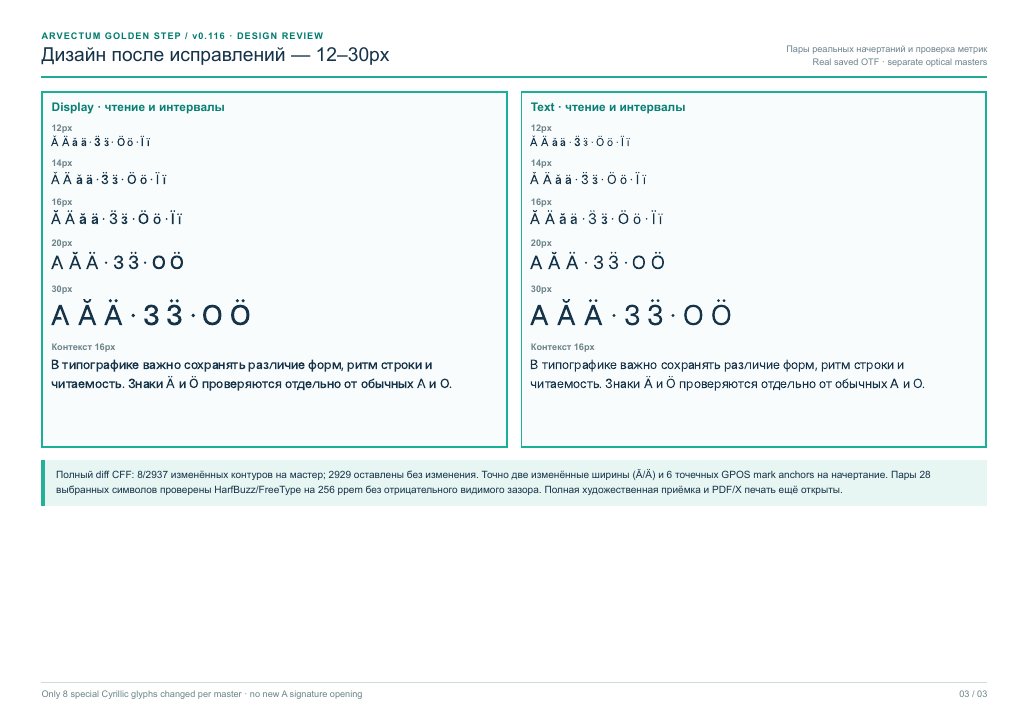 ARVECTUM GOLDEN STEP / v0.116 · DESIGN REVIEW
Дизайн после исправлений — 12–30px
Пары реальных начертаний и проверка метрик
Real saved OTF · separate optical masters
Display · чтение и интервалы
12px
Ӑ Ӓ ӑ ӓ · Ӟ ӟ · Ӧ ӧ · Ї ї
14px
Ӑ Ӓ ӑ ӓ · Ӟ ӟ · Ӧ ӧ · Ї ї
16px
Ӑ Ӓ ӑ ӓ · Ӟ ӟ · Ӧ ӧ · Ї ї
20px
А Ӑ Ӓ · З Ӟ · О Ӧ
30px
А Ӑ Ӓ · З Ӟ · О Ӧ
Контекст 16px
В типографике важно сохранять различие форм, ритм строки и
читаемость. Знаки Ӓ и Ӧ проверяются отдельно от обычных А и О.
Text · чтение и интервалы
12px
Ӑ Ӓ ӑ ӓ · Ӟ ӟ · Ӧ ӧ · Ї ї
14px
Ӑ Ӓ ӑ ӓ · Ӟ ӟ · Ӧ ӧ · Ї ї
16px
Ӑ Ӓ ӑ ӓ · Ӟ ӟ · Ӧ ӧ · Ї ї
20px
А Ӑ Ӓ · З Ӟ · О Ӧ
30px
А Ӑ Ӓ · З Ӟ · О Ӧ
Контекст 16px
В типографике важно сохранять различие форм, ритм строки и
читаемость. Знаки Ӓ и Ӧ проверяются отдельно от обычных А и О.
Полный diff CFF: 8/2937 изменённых контуров на мастер; 2929 оставлены без изменения. Точно две изменённые ширины (Ӑ/Ӓ) и 6 точечных GPOS mark anchors на начертание. Пары 28
выбранных символов проверены HarfBuzz/FreeType на 256 ppem без отрицательного видимого зазора. Полная художественная приёмка и PDF/X печать ещё открыты.
Only 8 special Cyrillic glyphs changed per master · no new A signature opening
03 / 03